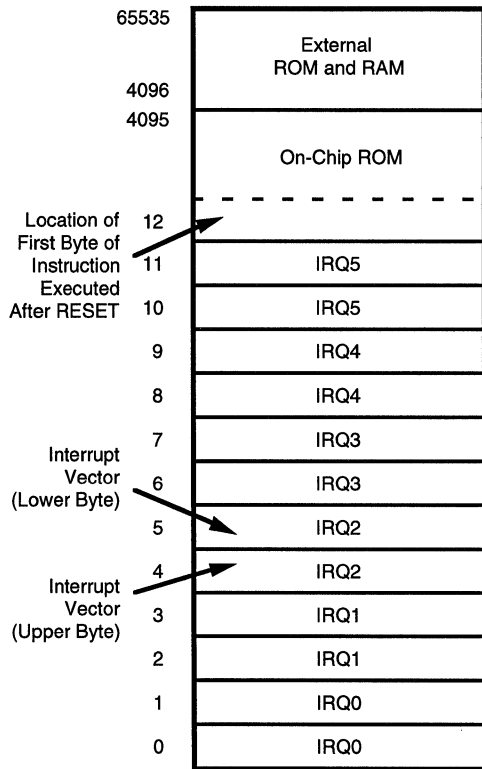 65535
External
ROM and RAM
4096
4095
On-Chip ROM
Location of
First Byte of
Instruction
Executed
After RESET
12
11 IRQ5
10 IRQ5
9 IRQ4
8 IRQ4
7 IRQ3
Interrupt
Vector
(Lower Byte)
6 IRQ3
5 IRQ2
4 IRQ2
Interrupt
Vector
(Upper Byte)
3 IRQ1
2 IRQ1
1 IRQ0
0 IRQ0